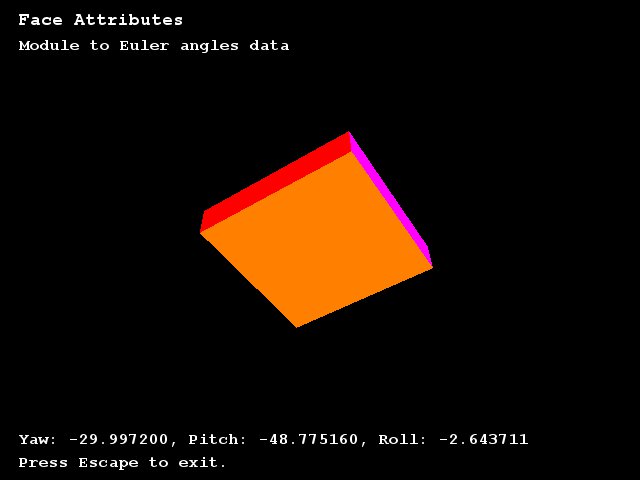 Face Attributes
Module to Euler angles data
Yaw: -29.997200, Pitch: -48.775160, Roll: -2.643711
Press Escape to exit.